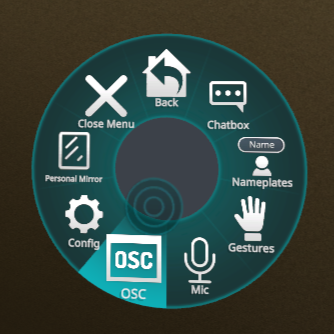 Back
Chatbox
Name
Nameplates
Gestures
Mic
OSC
OSC
Config
Personal Mirror
Close Menu